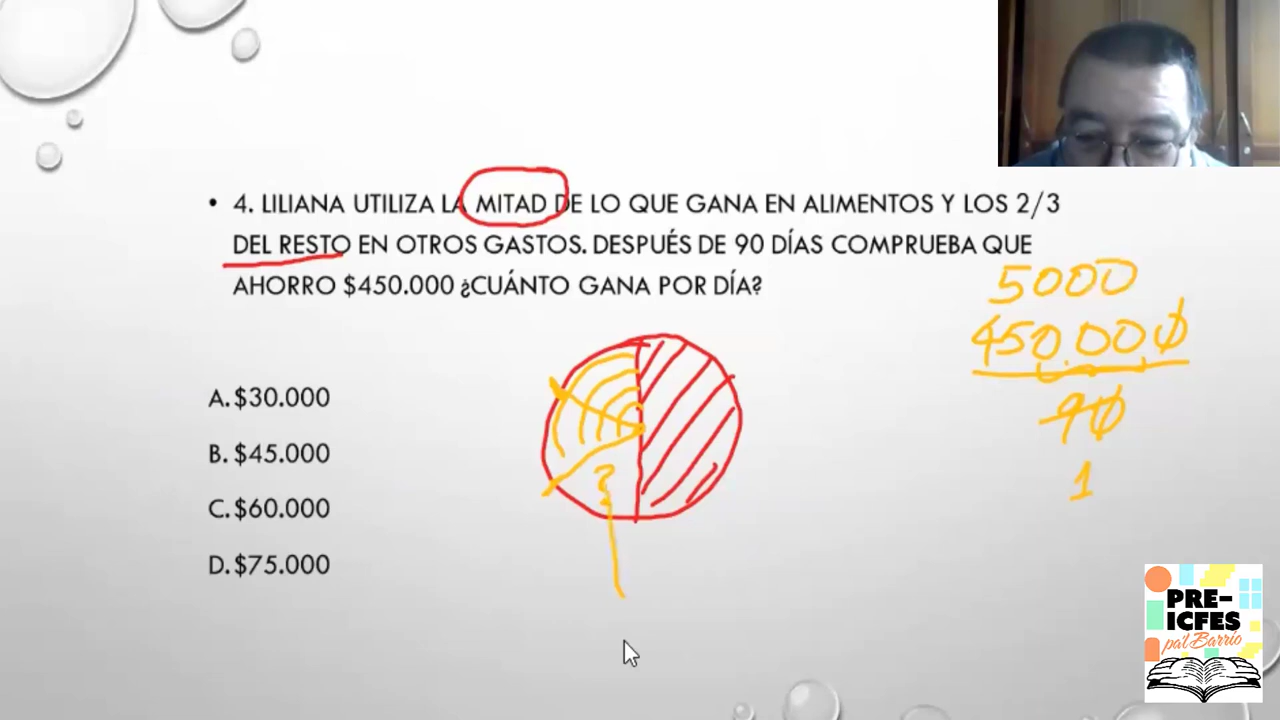 • 4. LILIANA UTILIZA LA MITAD DE LO QUE GANA EN ALIMENTOS Y LOS 2/3
DEL RESTO EN OTROS GASTOS. DESPUÉS DE 90 DÍAS COMPRUEBA QUE
AHORRO $450.000 ¿CUÁNTO GANA POR DÍA?
5000
450.000
90
1
A. $30.000
B. $45.000
C. $60.000
D. $75.000
PRE-
ICFES
pa'l Barrio